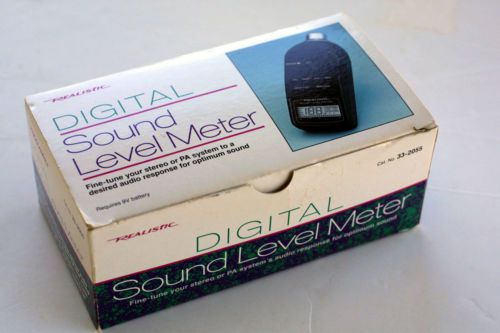 REALISTIC
DIGITAL
Sound
Level Meter
Fine-tune your stereo or PA system to a
desired audio response for optimum sound
Requires 9V battery
Cat. No. 33-2055
REALISTIC
DIGITAL
Sound Level Meter
Fine-tune your stereo or PA system's audio response for optimum sound